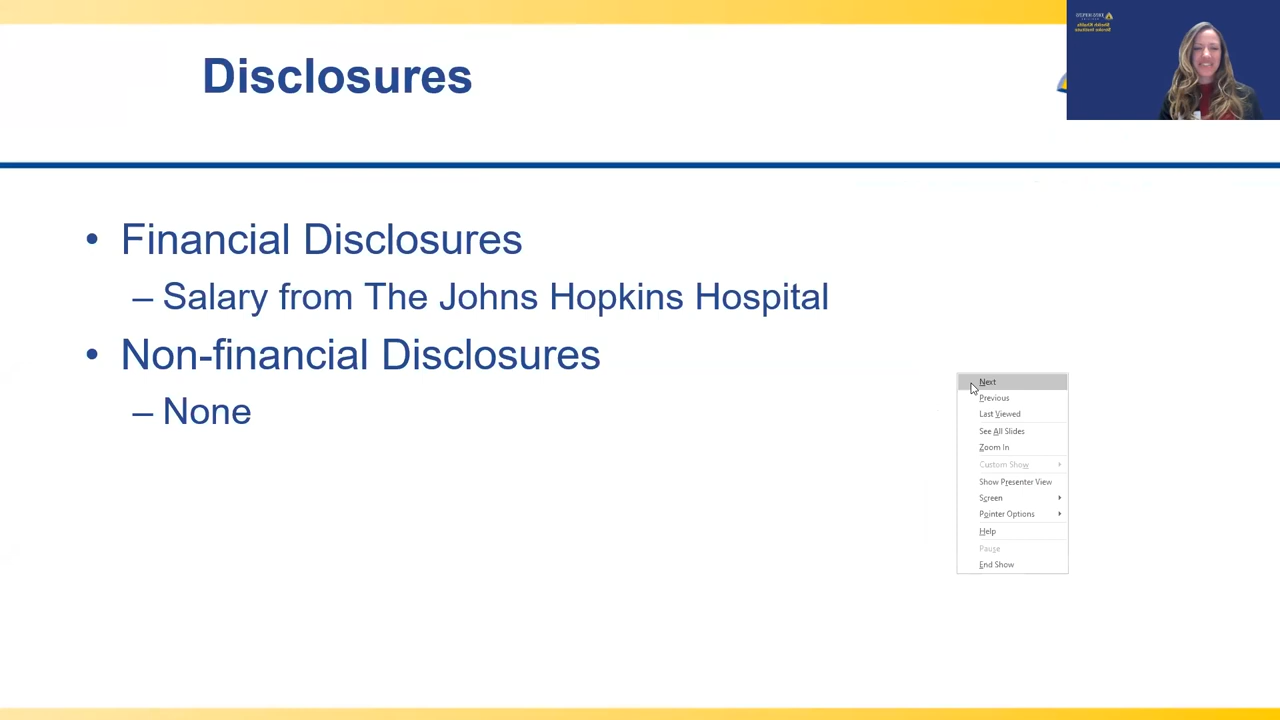 Disclosures
• Financial Disclosures
– Salary from The Johns Hopkins Hospital
• Non-financial Disclosures
– None
Next
Previous
Last Viewed
See All Slides
Zoom In
Custom Show
Show Presenter View
Screen
Pointer Options
Help
Pause
End Show